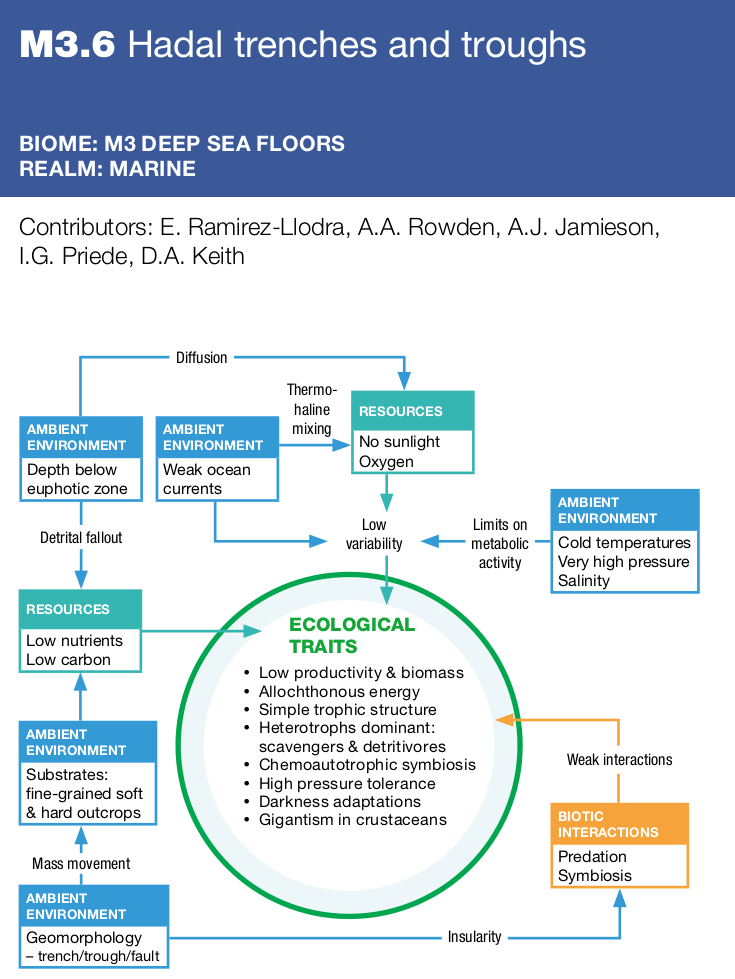 M3.6 Hadal trenches and troughs
BIOME: M3 DEEP SEA FLOORS
REALM: MARINE
Contributors: E. Ramirez-Llodra, A.A. Rowden, A.J. Jamieson,
I.G. Priede, D.A. Keith
Diffusion
Thermo-
haline
mixing
AMBIENT
ENVIRONMENT
Depth below
euphotic zone
AMBIENT
ENVIRONMENT
Weak ocean
currents
RESOURCES
No sunlight
Oxygen
Detrital fallout
Low
variability
Limits on
metabolic
activity
AMBIENT
ENVIRONMENT
Cold temperatures
Very high pressure
Salinity
RESOURCES
Low nutrients
Low carbon
ECOLOGICAL
TRAITS
• Low productivity & biomass
• Allochthonous energy
• Simple trophic structure
• Heterotrophs dominant:
scavengers & detritivores
• Chemoautotrophic symbiosis
• High pressure tolerance
• Darkness adaptations
• Gigantism in crustaceans
AMBIENT
ENVIRONMENT
Substrates:
fine-grained soft
& hard outcrops
Weak interactions
BIOTIC
INTERACTIONS
Predation
Symbiosis
Mass movement
AMBIENT
ENVIRONMENT
Geomorphology
– trench/trough/fault
Insularity